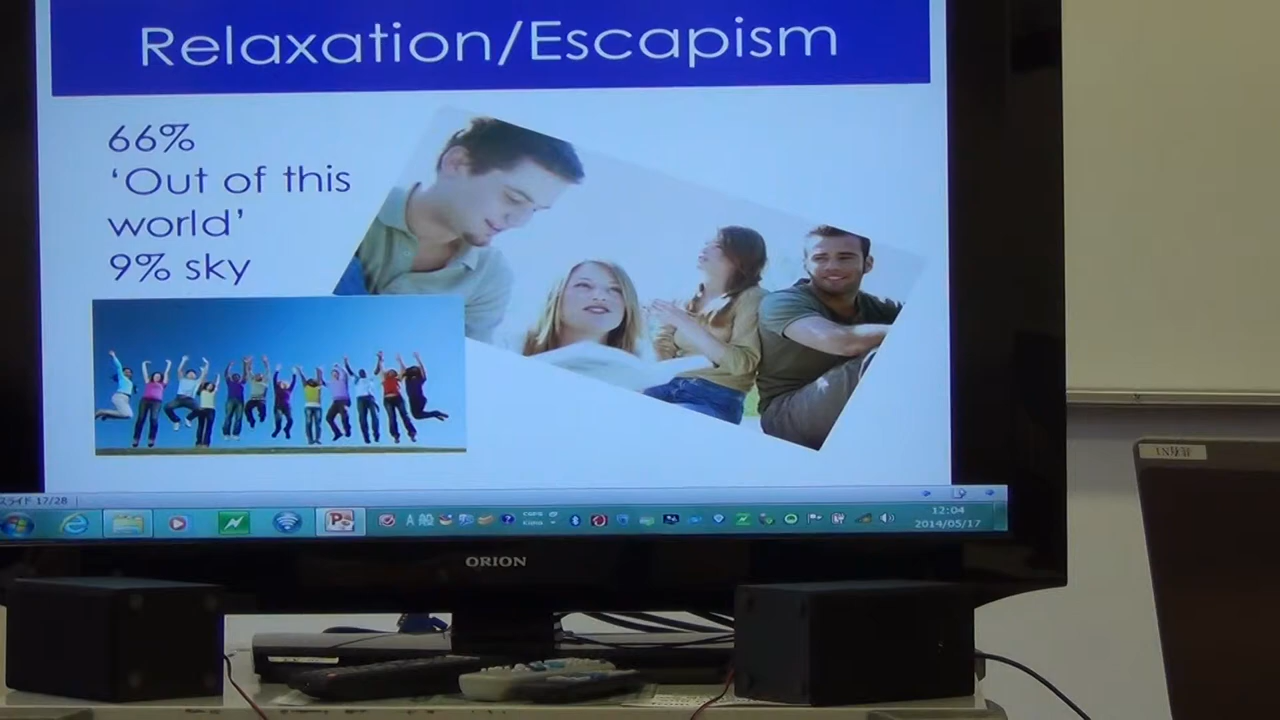 Relaxation/Escapism
66%
‘Out of this
world’
9% sky
スライド 17/28
12:04
2014/05/17
ORION